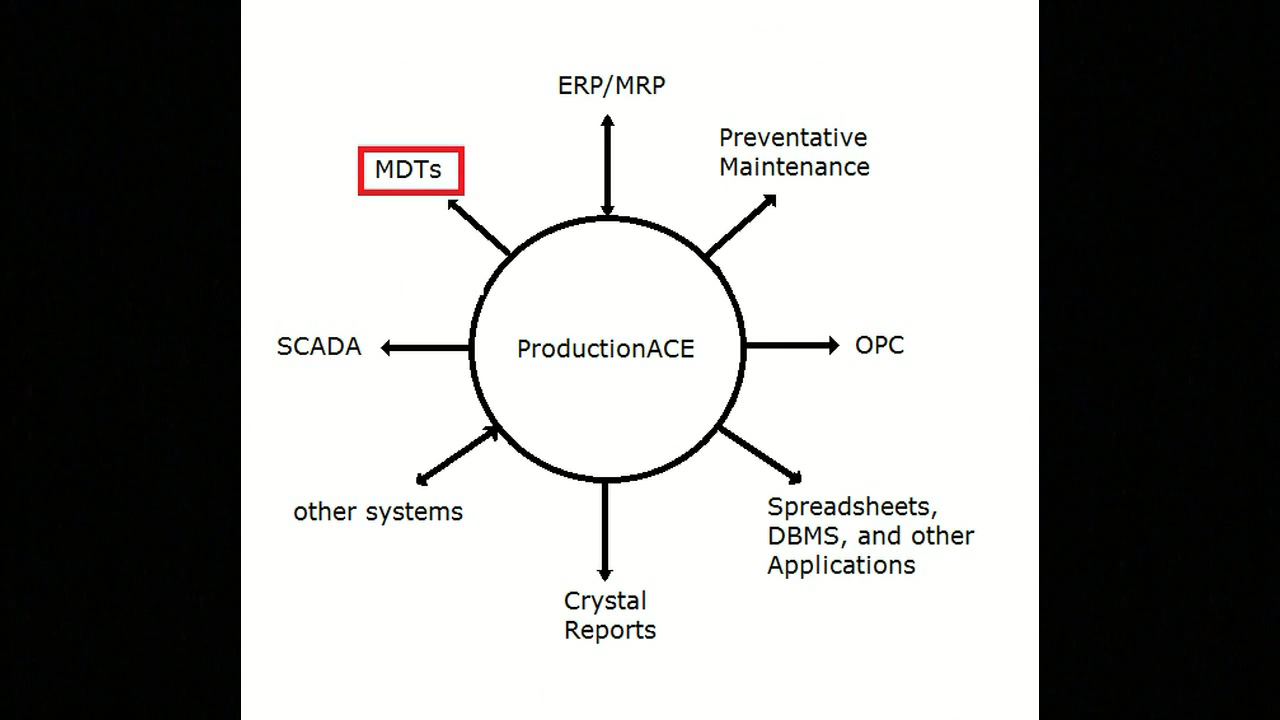 ERP/MRP
Preventative
Maintenance
MDTs
SCADA
ProductionACE
OPC
other systems
Spreadsheets,
DBMS, and other
Applications
Crystal
Reports